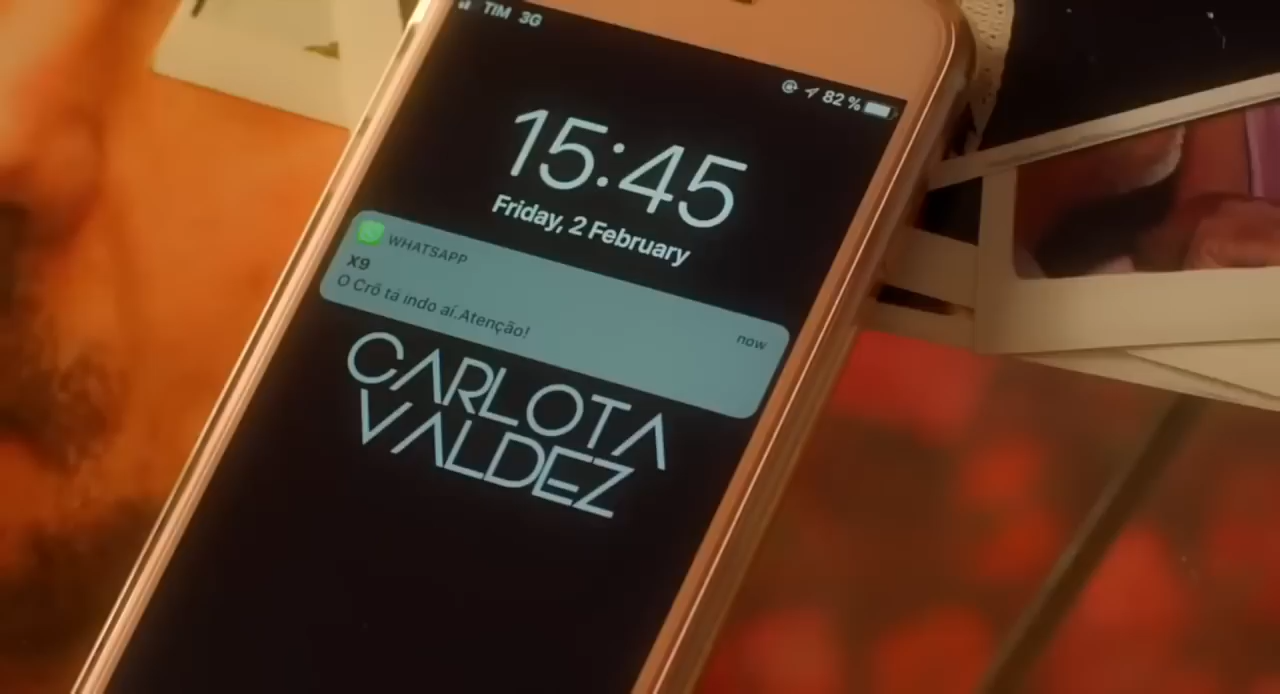 TIM 3G
82 %
15:45
Friday, 2 February
WHATSAPP
X9
now
O Crô tá indo aí.Atenção!
CARLOTA
VALDEZ